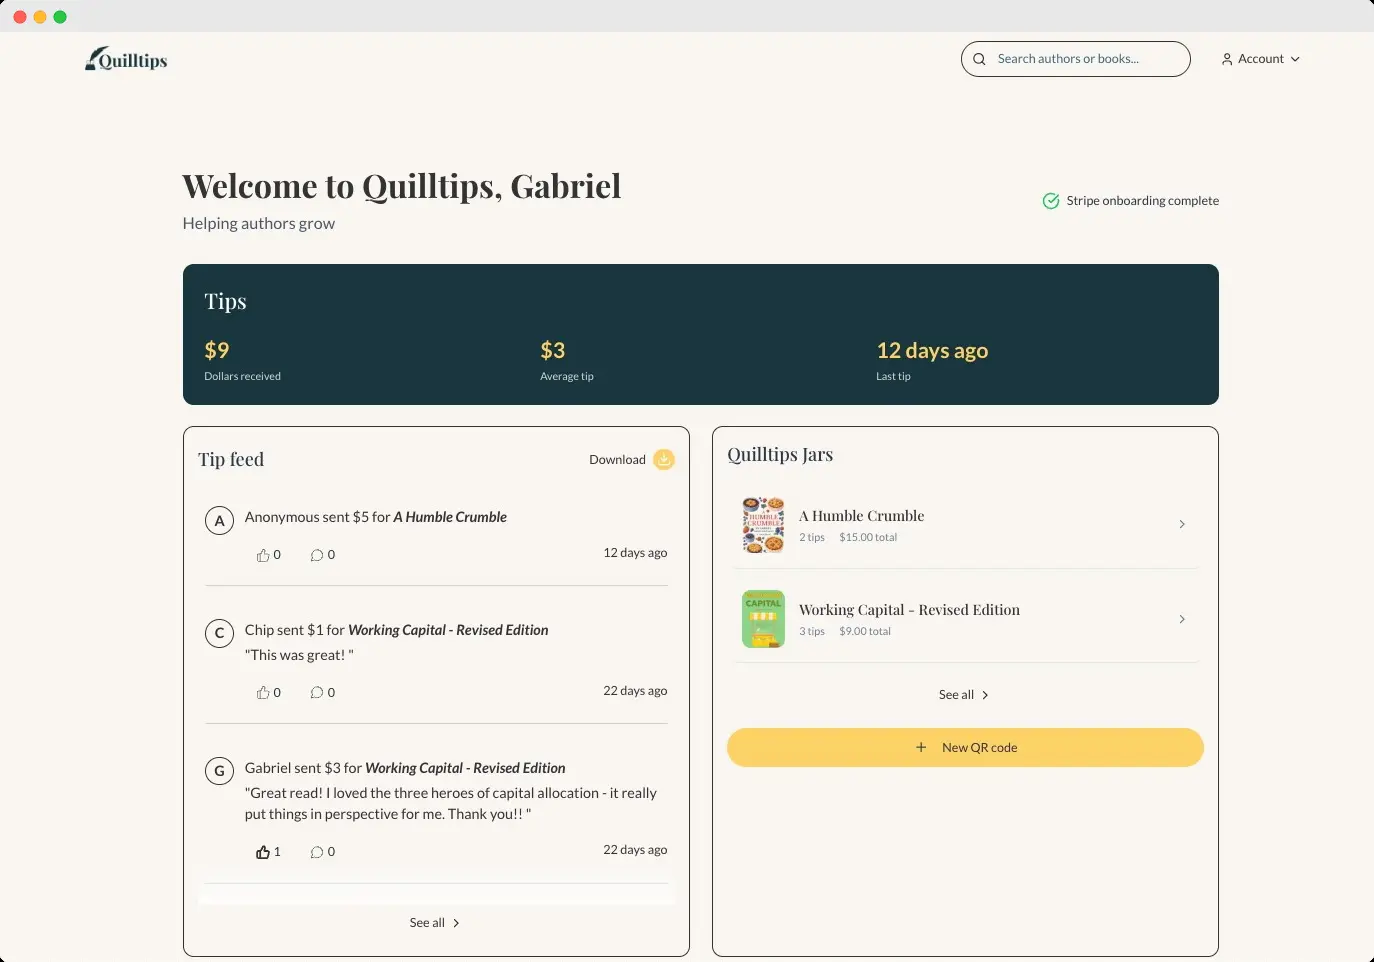 Quilltips
Search authors or books...
Account
Welcome to Quilltips, Gabriel
Helping authors grow
Stripe onboarding complete
Tips
$9
Dollars received
$3
Average tip
12 days ago
Last tip
Tip feed
Download
A
Anonymous sent $5 for A Humble Crumble
0
0
12 days ago
C
Chip sent $1 for Working Capital - Revised Edition
"This was great! "
0
0
22 days ago
G
Gabriel sent $3 for Working Capital - Revised Edition
"Great read! I loved the three heroes of capital allocation - it really
put things in perspective for me. Thank you!! "
1
0
22 days ago
See all
Quilltips Jars
HUMBLE
CRUMBLE
A Humble Crumble
2 tips $15.00 total
CAPITAL
Working Capital - Revised Edition
3 tips $9.00 total
See all
New QR code